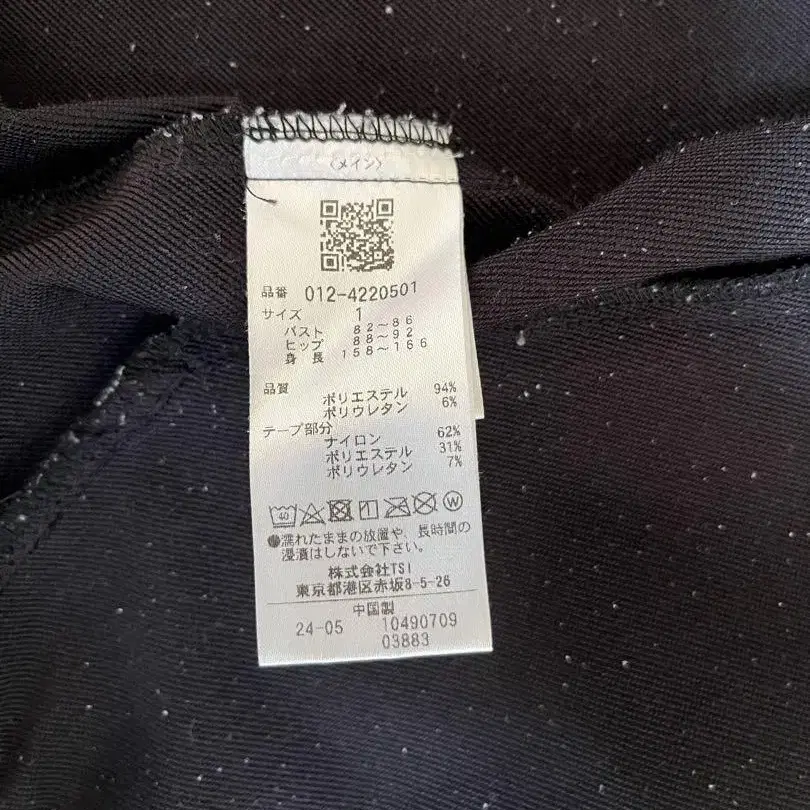 (メイン)
品番 012-4220501
サイズ 1
バスト 82～86
ヒップ 88～92
身長 158～166
品質
ポリエステル 94%
ポリウレタン 6%
テープ部分
ナイロン 62%
ポリエステル 31%
ポリウレタン 7%
40 W
●濡れたままの放置や、長時間の
浸漬はしないで下さい。
株式会社TSI
東京都港区赤坂8-5-26
中国製
24-05 10490709
03883